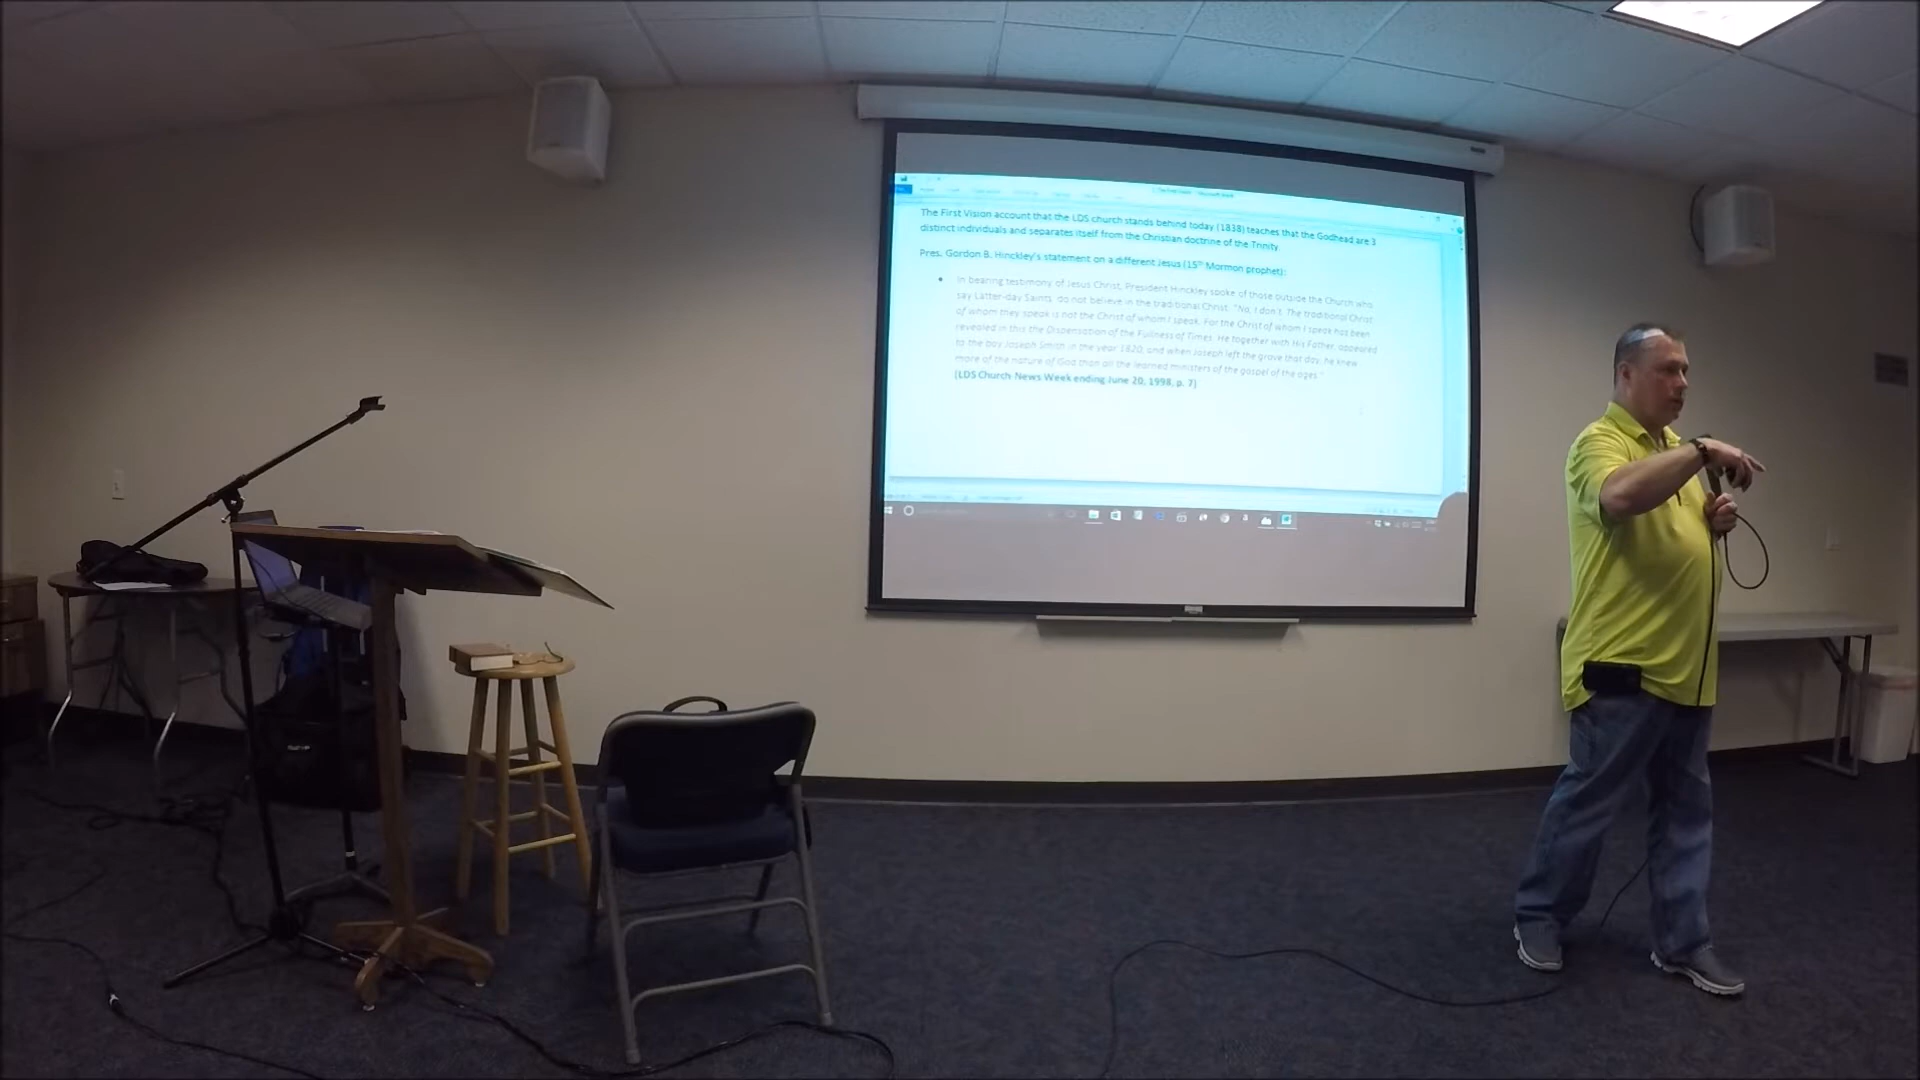 The First Vision account that the LDS church stands behind today (1838) teaches that the Godhead are 3
distinct individuals and separates itself from the Christian doctrine of the Trinity
Pres. Gordon B. Hinckley's statement on a different Jesus (15th Mormon prophet):
• In bearing testimony of Jesus Christ, President Hinckley spoke of those outside the Church who
say Latter-day Saints do not believe in the traditional Christ. "No, I don't. The traditional Christ
of whom they speak is not the Christ of whom I speak. For the Christ of whom I speak has been
revealed in this the Dispensation of the Fullness of Times. He together with His Father, appeared
to the boy Joseph Smith in the year 1820, and when Joseph left the grove that day, he knew
more of the nature of God than all the learned ministers of the gospel of the ages."
(LDS Church News Week ending June 20, 1998, p. 7)